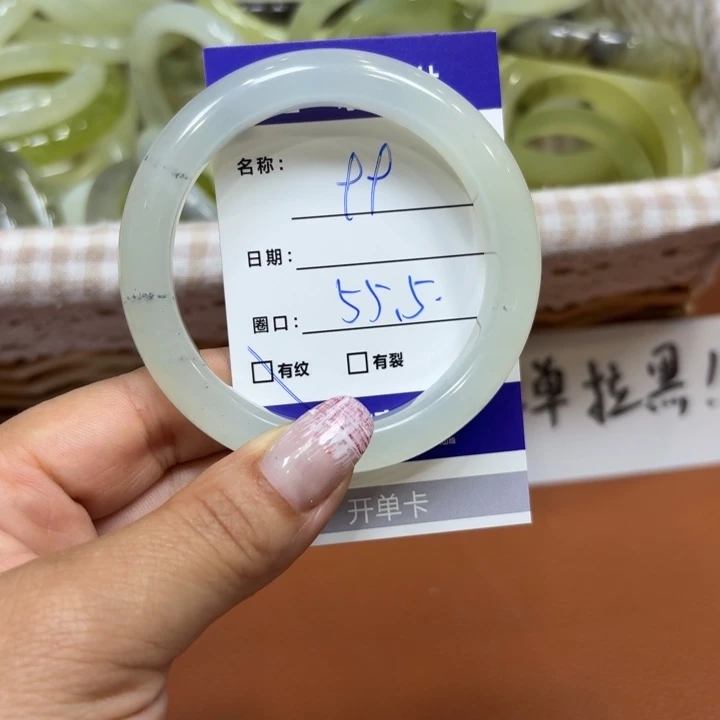 名称: PP
日期:
圈口: 55.5.
有纹 有裂
开单卡
单拉黑!